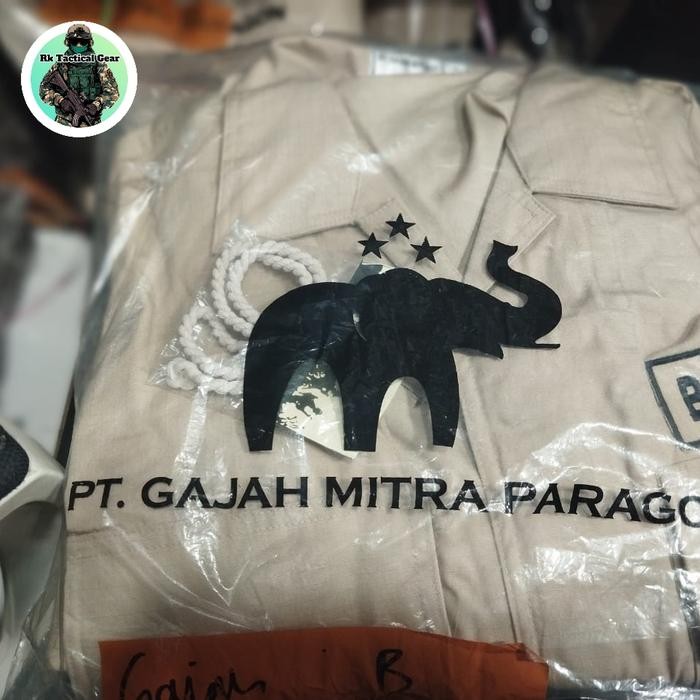 Rk Tactical Gear
PT. GAJAH MITRA PARAGO
B
B